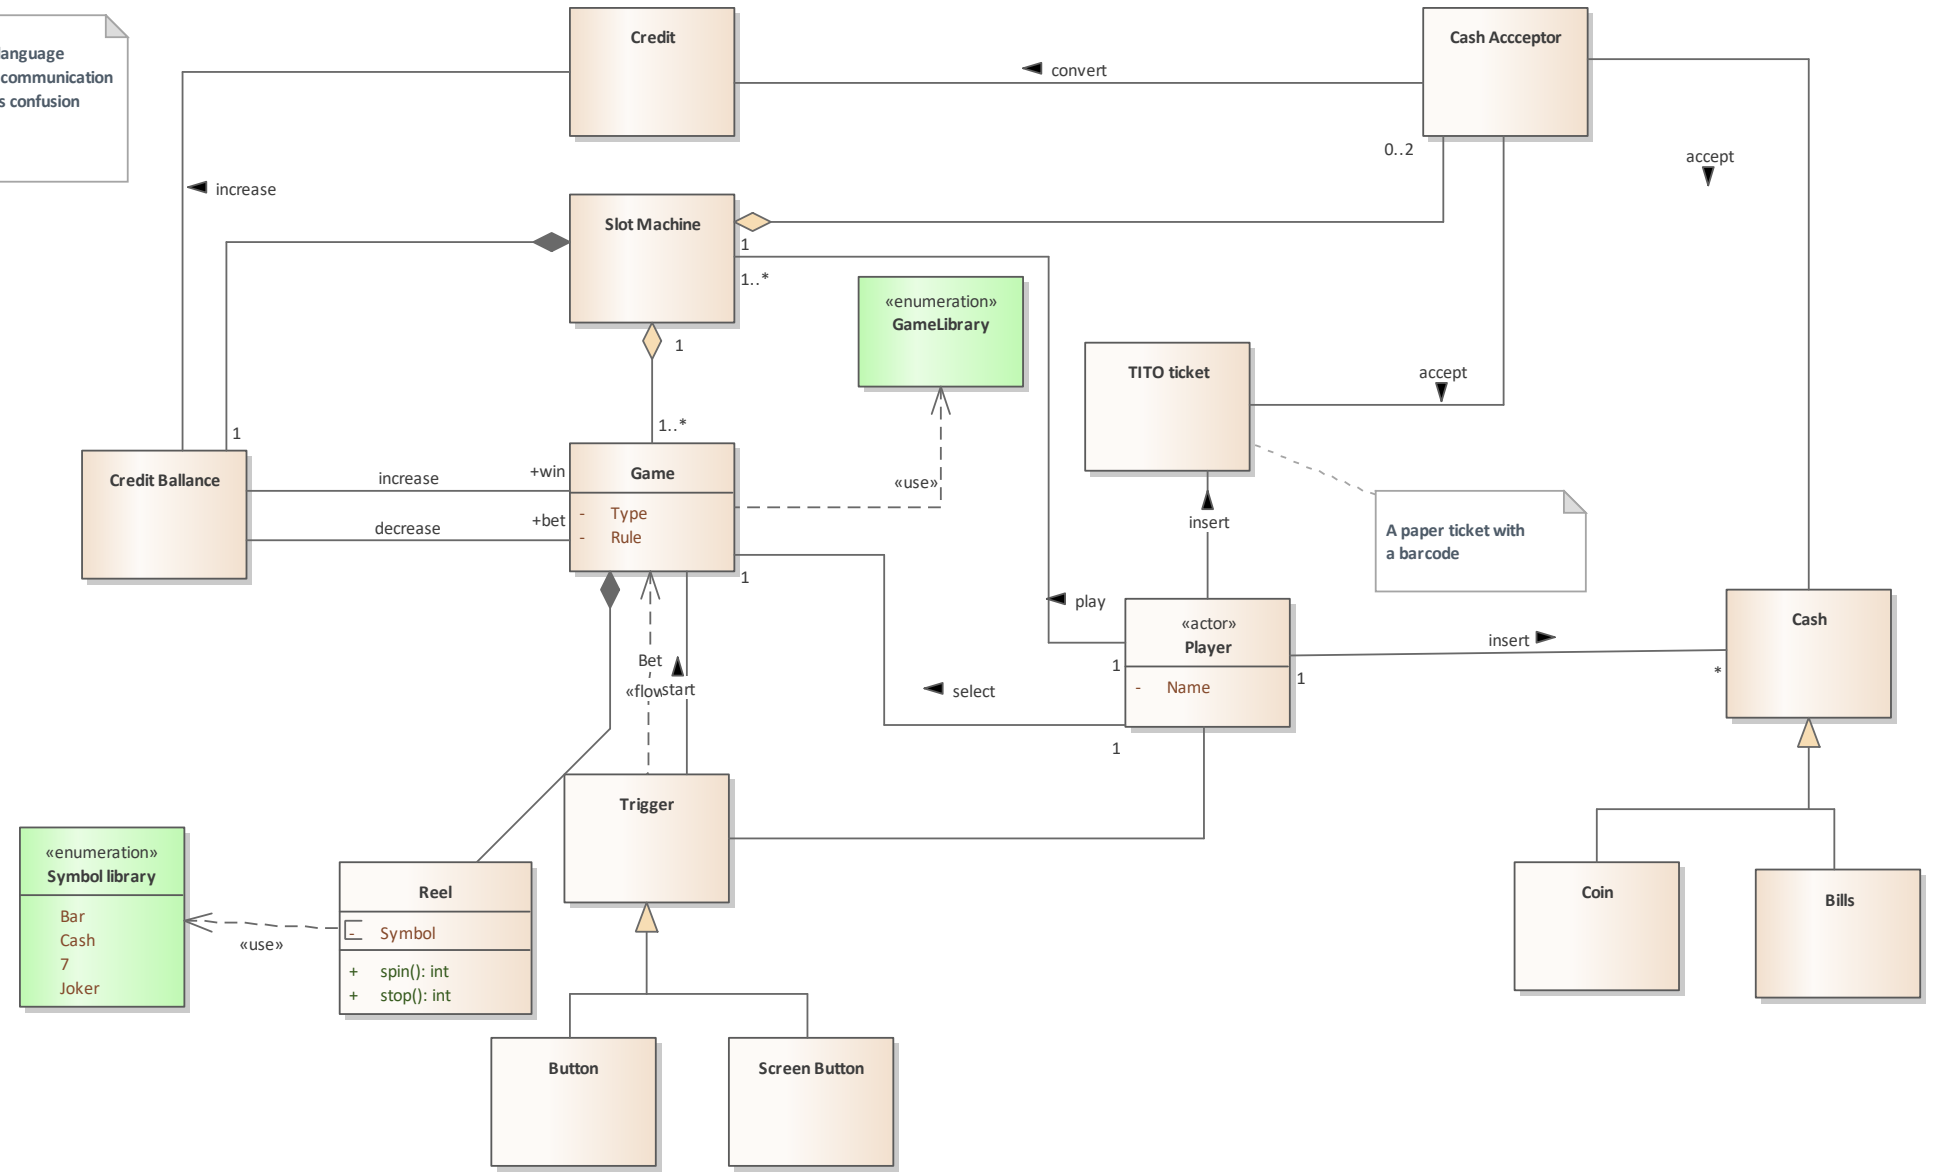 language
communication
s confusion
Credit
Cash Accceptor
convert
0..2
accept
increase
Slot Machine
1
1..*
«enumeration»
GameLibrary
1
TITO ticket
accept
1..*
1
Credit Ballance
increase
+win
Game
- Type
- Rule
«use»
decrease
+bet
1
insert
A paper ticket with
a barcode
play
«actor»
Player
- Name
1
1
1
insert
*
Cash
Bet
«flow
start
select
Trigger
«enumeration»
Symbol library
Bar
Cash
7
Joker
«use»
Reel
- Symbol
+ spin(): int
+ stop(): int
Coin
Bills
Button
Screen Button